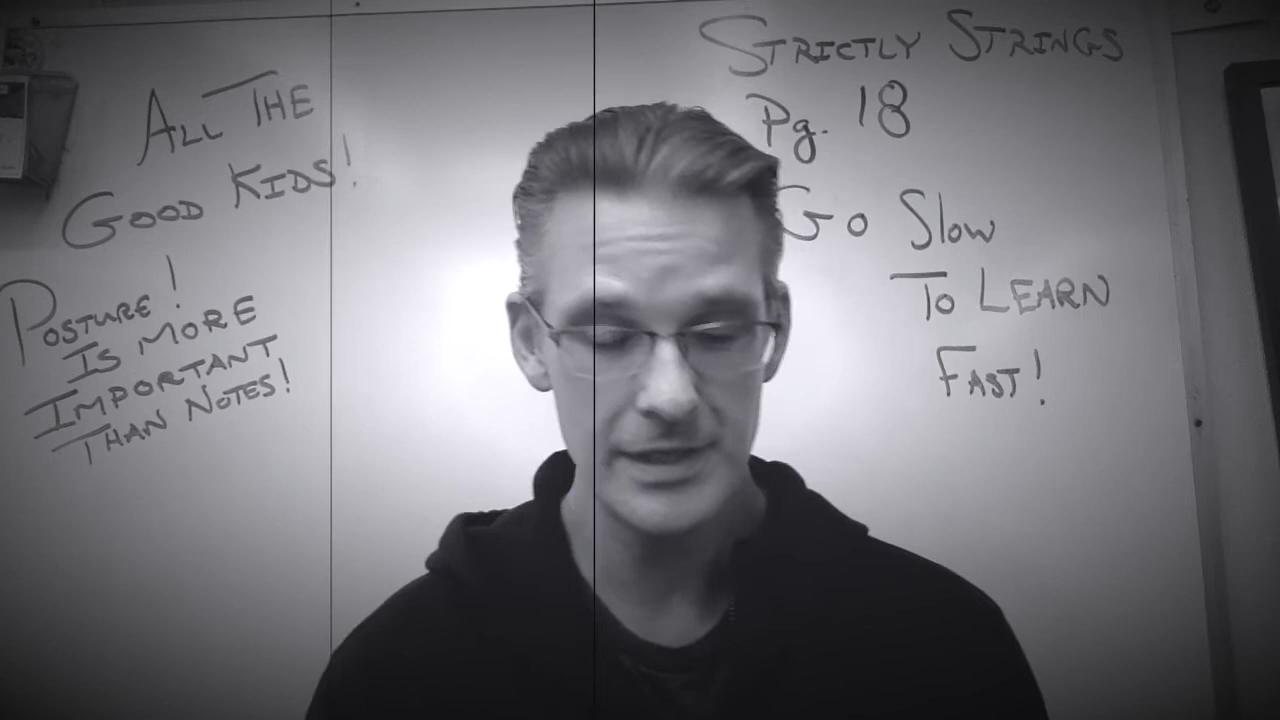 ALL THE
GOOD KIDS!
POSTURE!
IS MORE
IMPORTANT
THAN NOTES!
STRICTLY STRINGS
Pg. 18
GO Slow
TO LEARN
FAST!